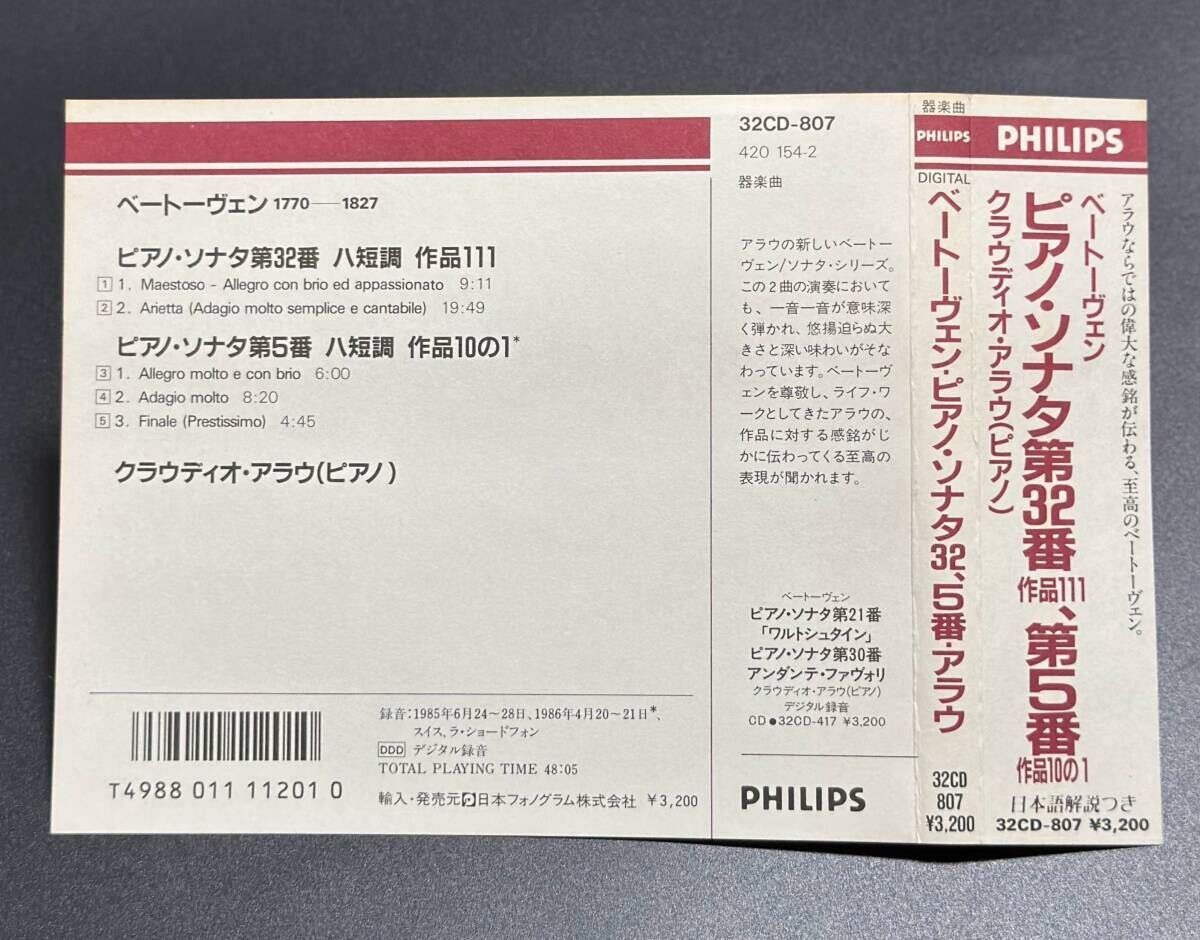 ベートーヴェン 1770——1827
ピアノ・ソナタ第32番 ハ短調 作品111
1 1. Maestoso – Allegro con brio ed appassionato 9:11
2 2. Arietta (Adagio molto semplice e cantabile) 19:49
ピアノ・ソナタ第5番 ハ短調 作品10の1*
3 1. Allegro molto e con brio 6:00
4 2. Adagio molto 8:20
5 3. Finale (Prestissimo) 4:45
クラウディオ・アラウ(ピアノ)
T4988 011 11201 0
録音:1985年6月24〜28日、1986年4月20〜21日*、
スイス、ラ・ショードフォン
DDD デジタル録音
TOTAL PLAYING TIME 48:05
輸入・発売元 日本フォノグラム株式会社 ¥3,200
32CD-807
420 154-2
器楽曲
アラウの新しいベートー
ヴェン/ソナタ・シリーズ。
この2曲の演奏において
も、一音一音が意味深
く弾かれ、悠揚迫らぬ大
きさと深い味わいがそな
わっています。ベートーヴ
ェンを尊敬し、ライフ・ワ
ークとしてきたアラウの、
作品に対する感銘がじ
かに伝わってくる至高の
表現が聞かれます。
ベートーヴェン
ピアノ・ソナタ第21番
「ワルトシュタイン」
ピアノ・ソナタ第30番
アンダンテ・ファヴォリ
クラウディオ・アラウ(ピアノ)
デジタル録音
CD●32CD-417 ¥3,200
PHILIPS
器楽曲
PHILIPS
DIGITAL
ベートーヴェン・ピアノ・ソナタ32、5番・アラウ
32CD
807
¥3,200
PHILIPS
アラウならではの偉大な感銘が伝わる、至高のベートーヴェン。
ベートーヴェン
ピアノ・ソナタ第32番 作品111、第5番 作品10の1
クラウディオ・アラウ(ピアノ)
日本語解説つき
32CD-807 ¥3,200